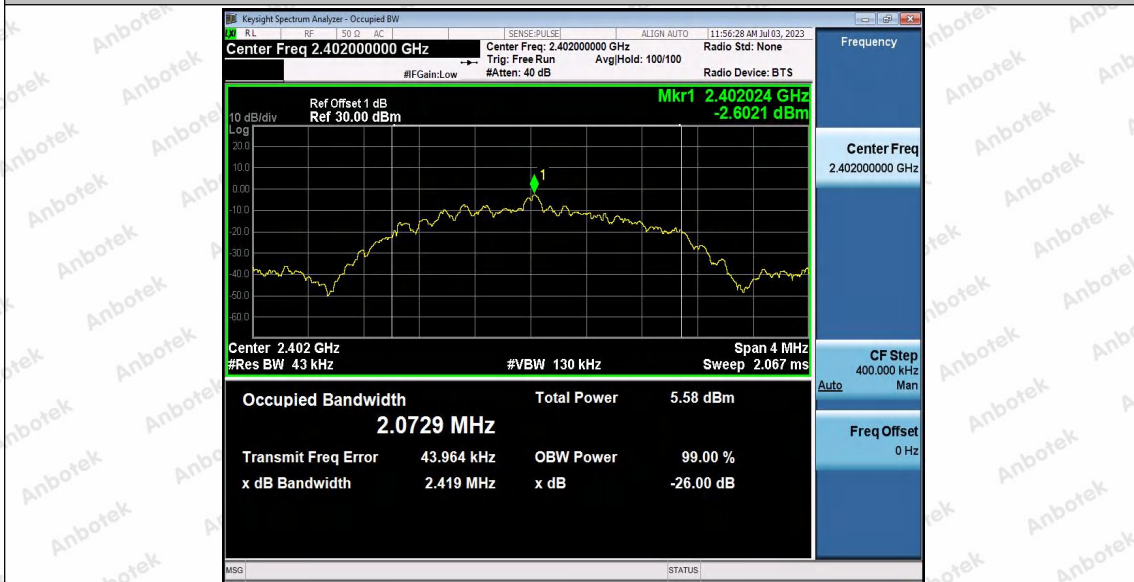 Keysight Spectrum Analyzer - Occupied BW
LXI RL RF 50 Ω AC SENSE:PULSE ALIGN AUTO 11:56:28 AM Jul 03, 2023
Center Freq 2.402000000 GHz
Center Freq: 2.402000000 GHz
Radio Std: None
Trig: Free Run Avg|Hold: 100/100
#IFGain:Low
#Atten: 40 dB
Radio Device: BTS
Frequency
Ref Offset 1 dB
Mkr1 2.402024 GHz
10 dB/div Ref 30.00 dBm
-2.6021 dBm
Log
20.0
10.0
0.00
-10.0
-20.0
-30.0
-40.0
-50.0
-60.0
1
Center Freq
2.402000000 GHz
Center 2.402 GHz
Span 4 MHz
#Res BW 43 kHz
#VBW 130 kHz
Sweep 2.067 ms
CF Step
400.000 kHz
Auto Man
Freq Offset
0 Hz
Occupied Bandwidth
2.0729 MHz
Total Power 5.58 dBm
Transmit Freq Error 43.964 kHz OBW Power 99.00 %
x dB Bandwidth 2.419 MHz x dB -26.00 dB
MSG STATUS
Anbotek